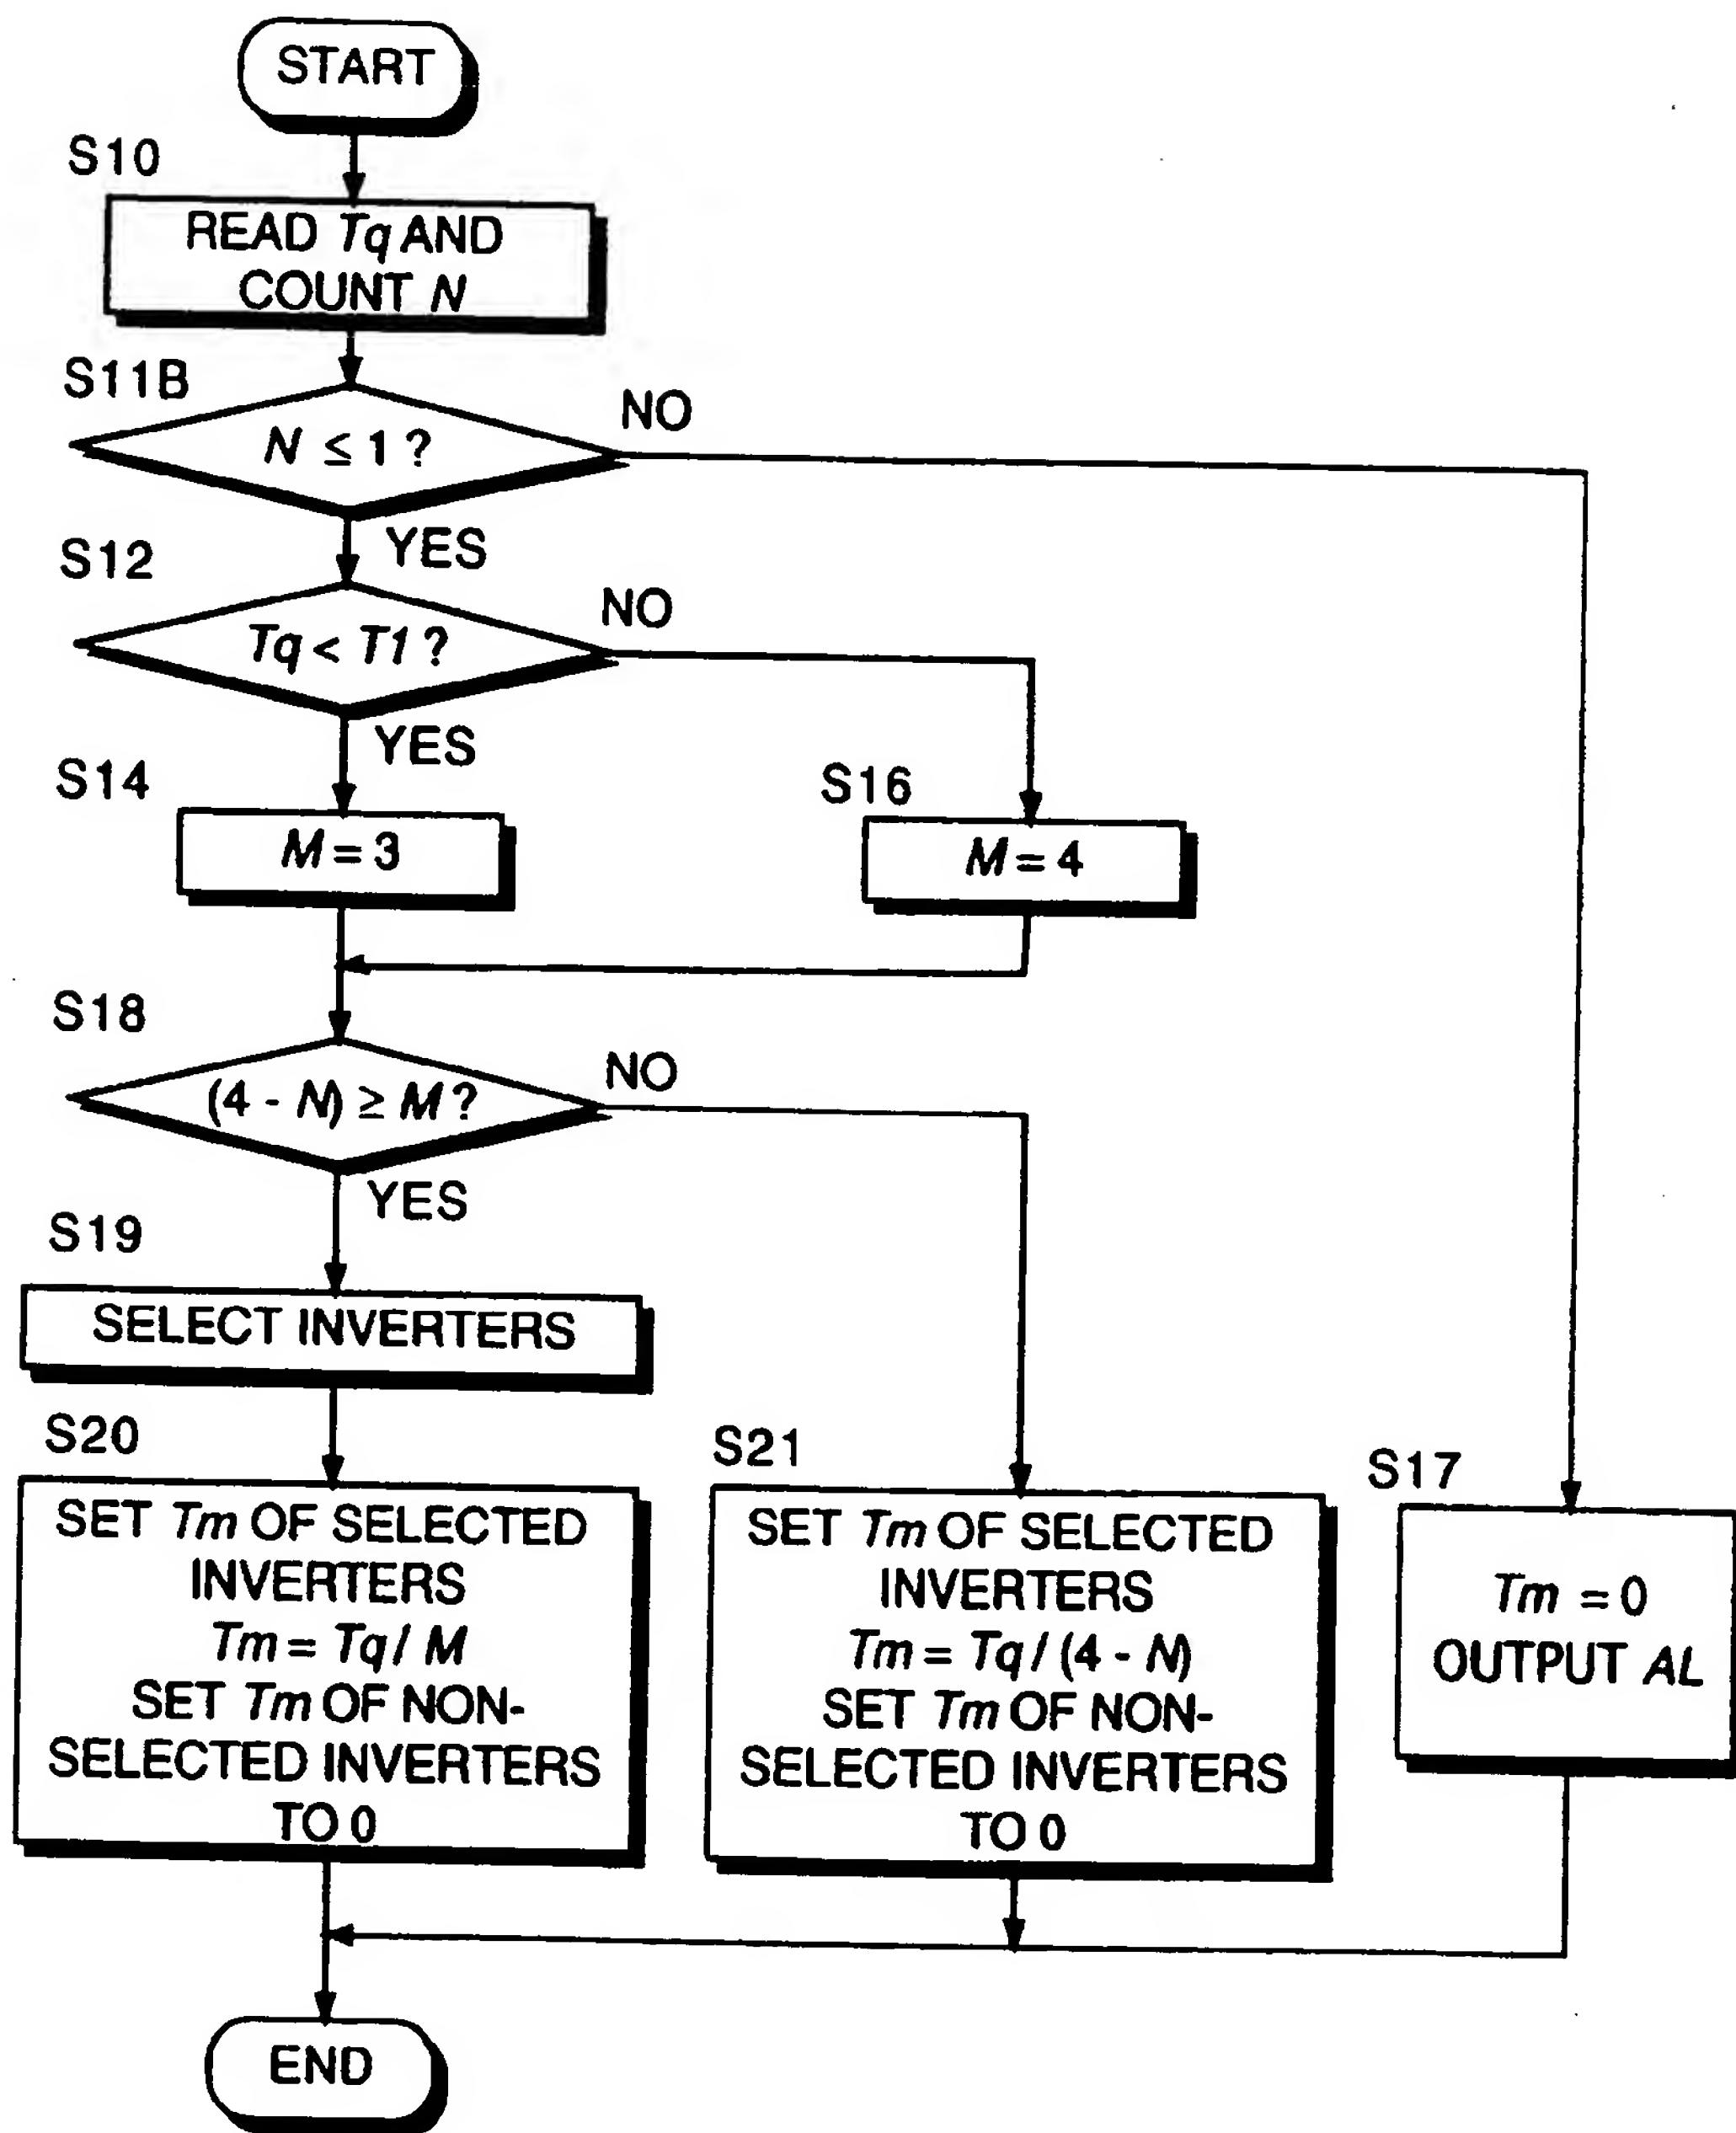 START
S10
READ Tq AND
COUNT N
S11B
N ≤ 1 ?
NO
YES
S12
Tq < T1 ?
NO
YES
S14
M = 3
S16
M = 4
S18
(4 - N) ≥ M ?
NO
YES
S19
SELECT INVERTERS
S20
SET Tm OF SELECTED
INVERTERS
Tm = Tq / M
SET Tm OF NON-
SELECTED INVERTERS
TO 0
S21
SET Tm OF SELECTED
INVERTERS
Tm = Tq / (4 - N)
SET Tm OF NON-
SELECTED INVERTERS
TO 0
S17
Tm = 0
OUTPUT AL
END